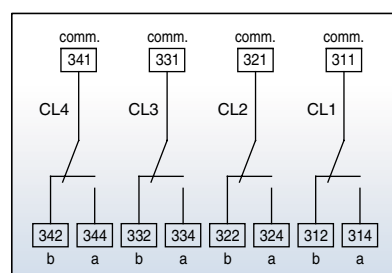 comm. comm. comm. comm.
341 331 321 311
CL4 CL3 CL2 CL1
342 344 332 334 322 324 312 314
b a b a b a b a